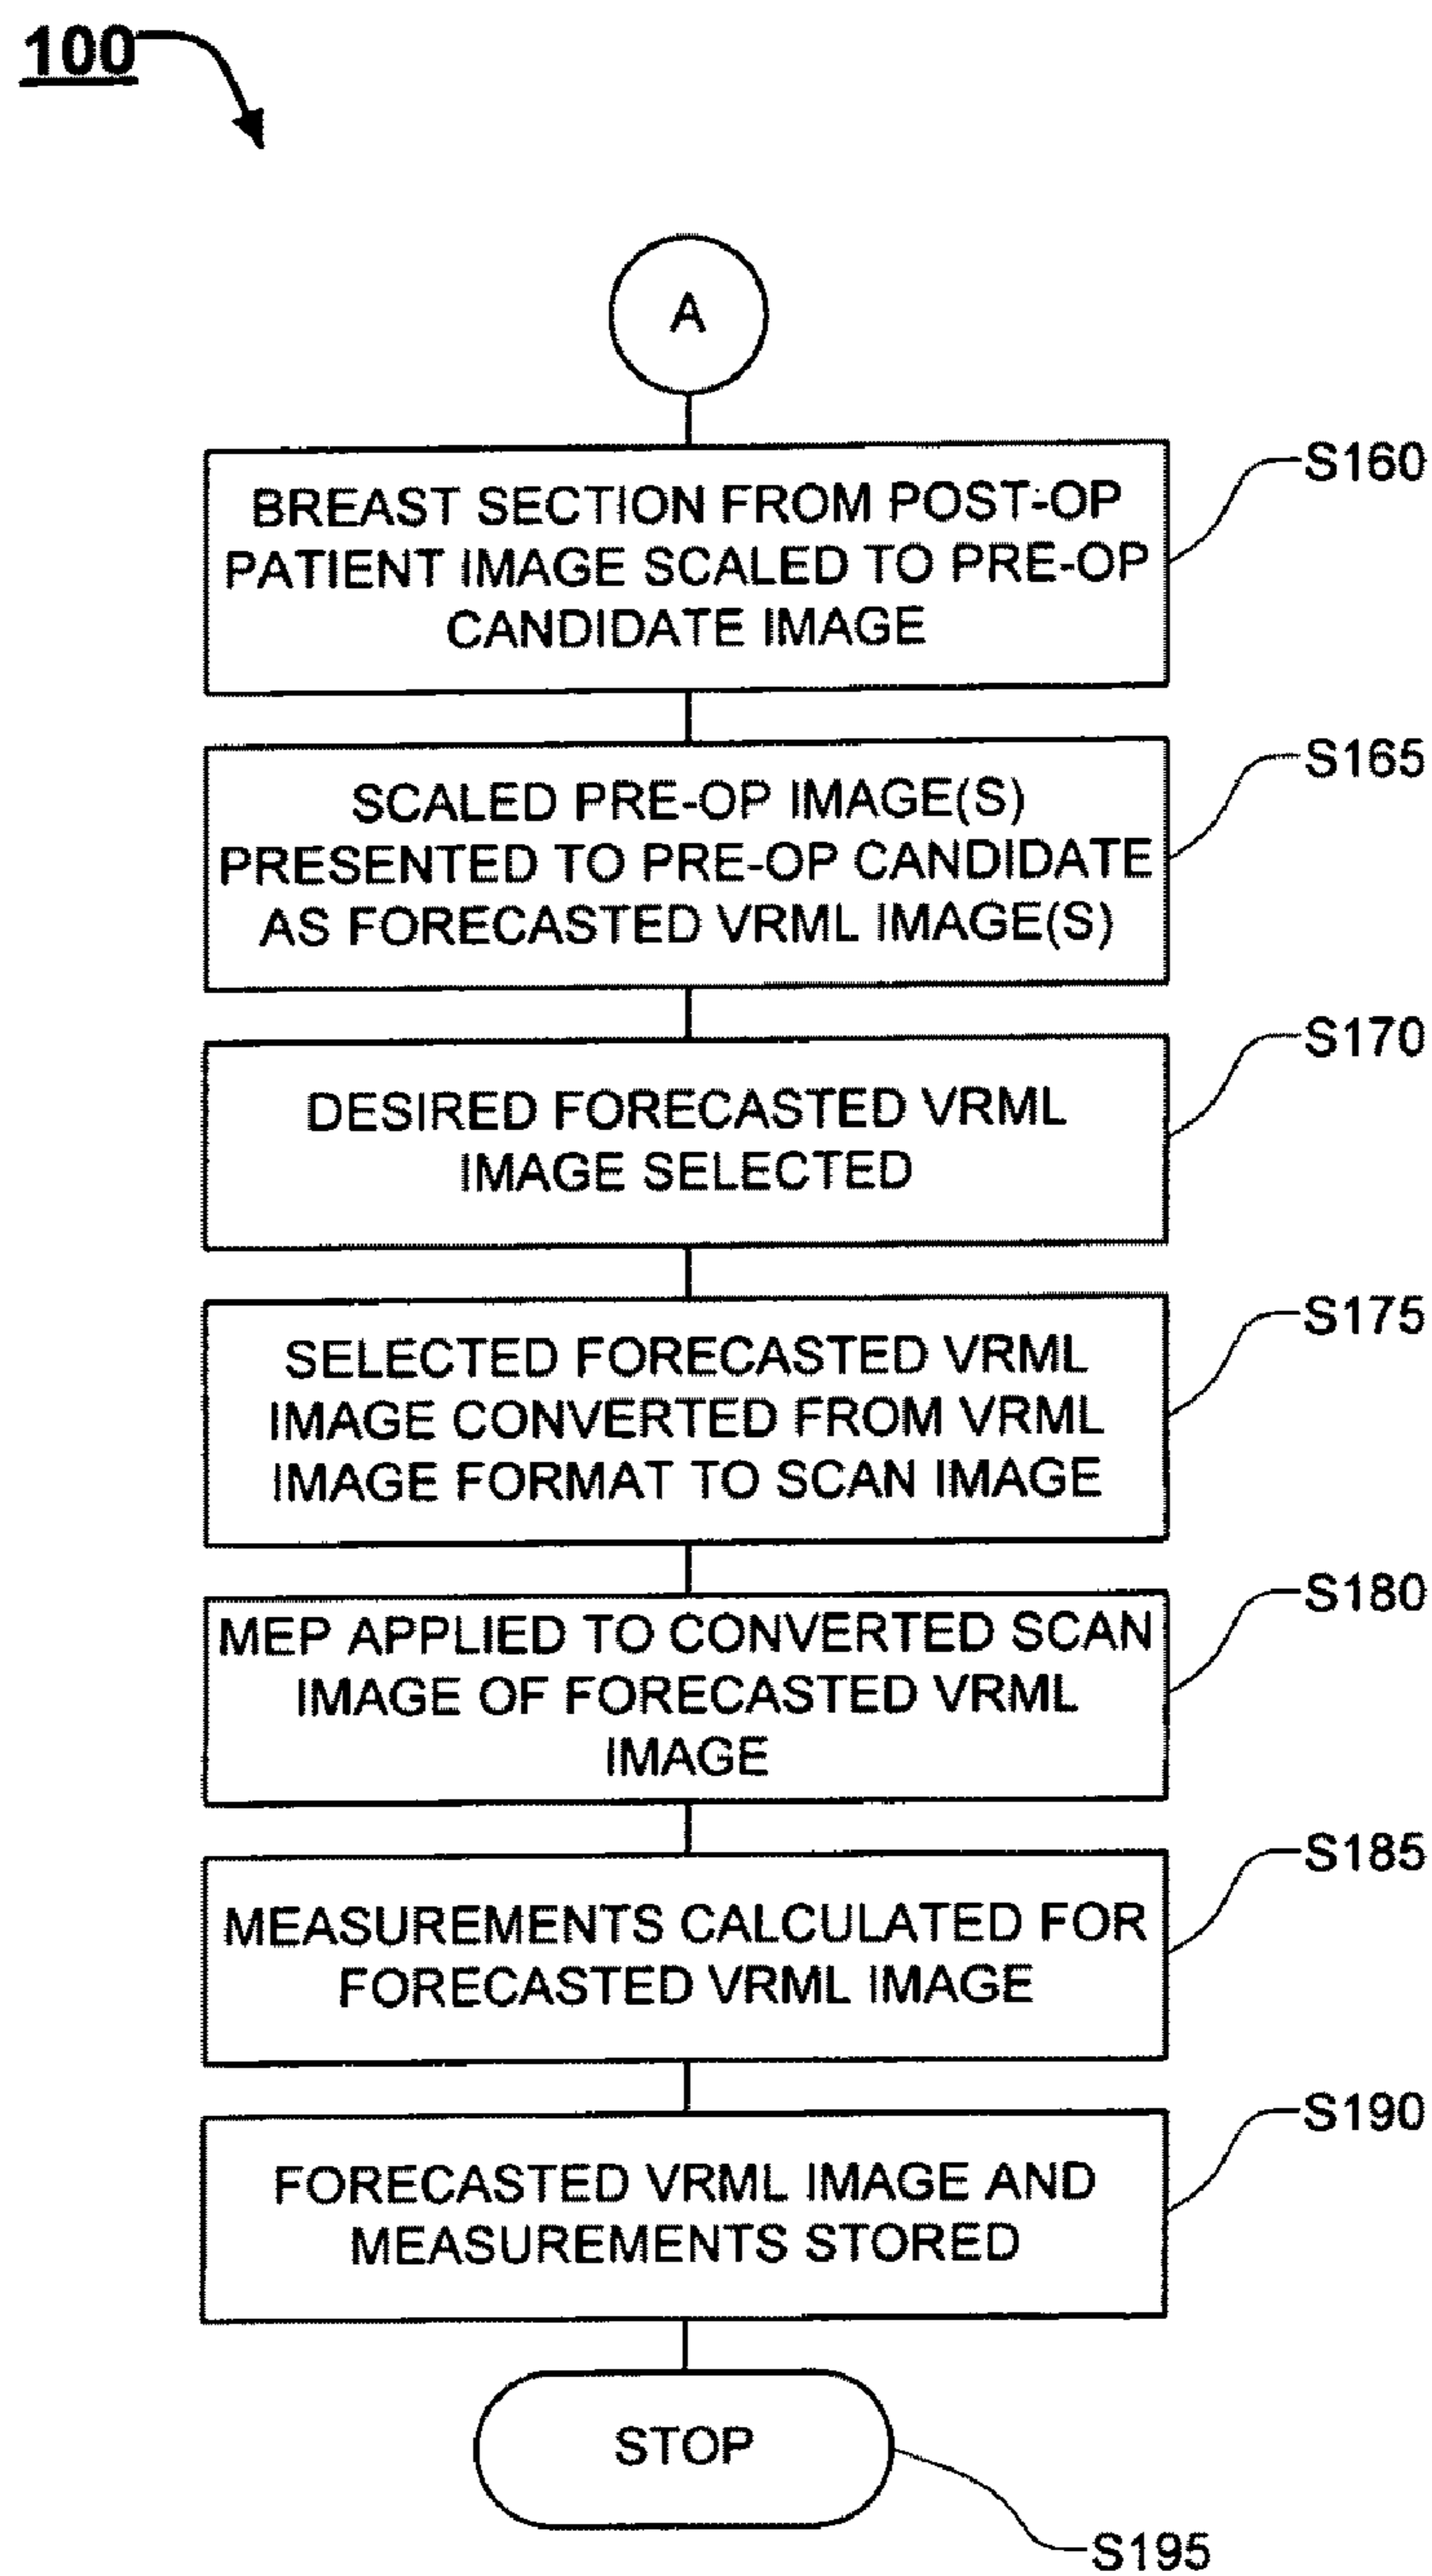 100
A
BREAST SECTION FROM POST-OP
PATIENT IMAGE SCALED TO PRE-OP
CANDIDATE IMAGE
S160
SCALED PRE-OP IMAGE(S)
PRESENTED TO PRE-OP CANDIDATE
AS FORECASTED VRML IMAGE(S)
S165
DESIRED FORECASTED VRML
IMAGE SELECTED
S170
SELECTED FORECASTED VRML
IMAGE CONVERTED FROM VRML
IMAGE FORMAT TO SCAN IMAGE
S175
MEP APPLIED TO CONVERTED SCAN
IMAGE OF FORECASTED VRML
IMAGE
S180
MEASUREMENTS CALCULATED FOR
FORECASTED VRML IMAGE
S185
FORECASTED VRML IMAGE AND
MEASUREMENTS STORED
S190
STOP
S195